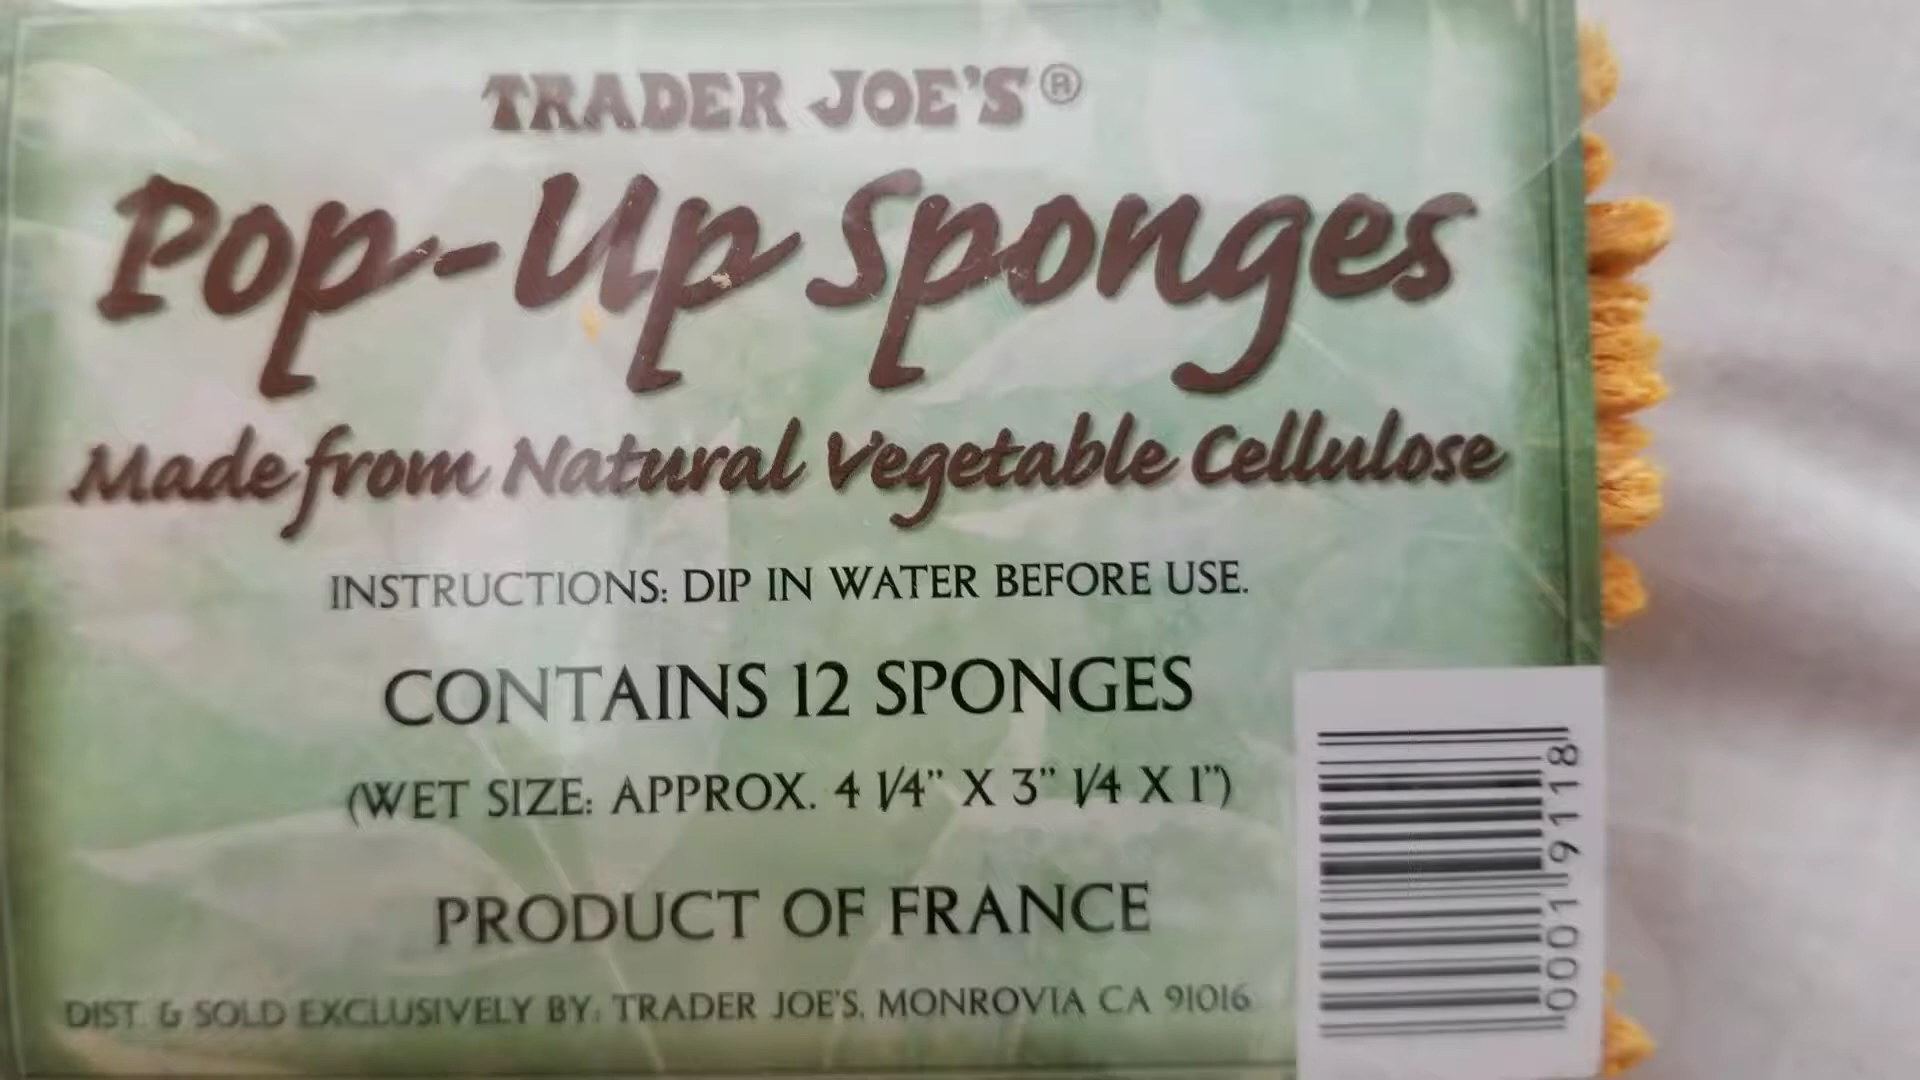 TRADER JOE'S®
Pop-Up Sponges
Made from Natural Vegetable Cellulose
INSTRUCTIONS: DIP IN WATER BEFORE USE.
CONTAINS 12 SPONGES
(WET SIZE: APPROX. 4 1/4" X 3" 1/4 X 1")
PRODUCT OF FRANCE
DIST. & SOLD EXCLUSIVELY BY: TRADER JOE'S, MONROVIA CA 91016
00019118